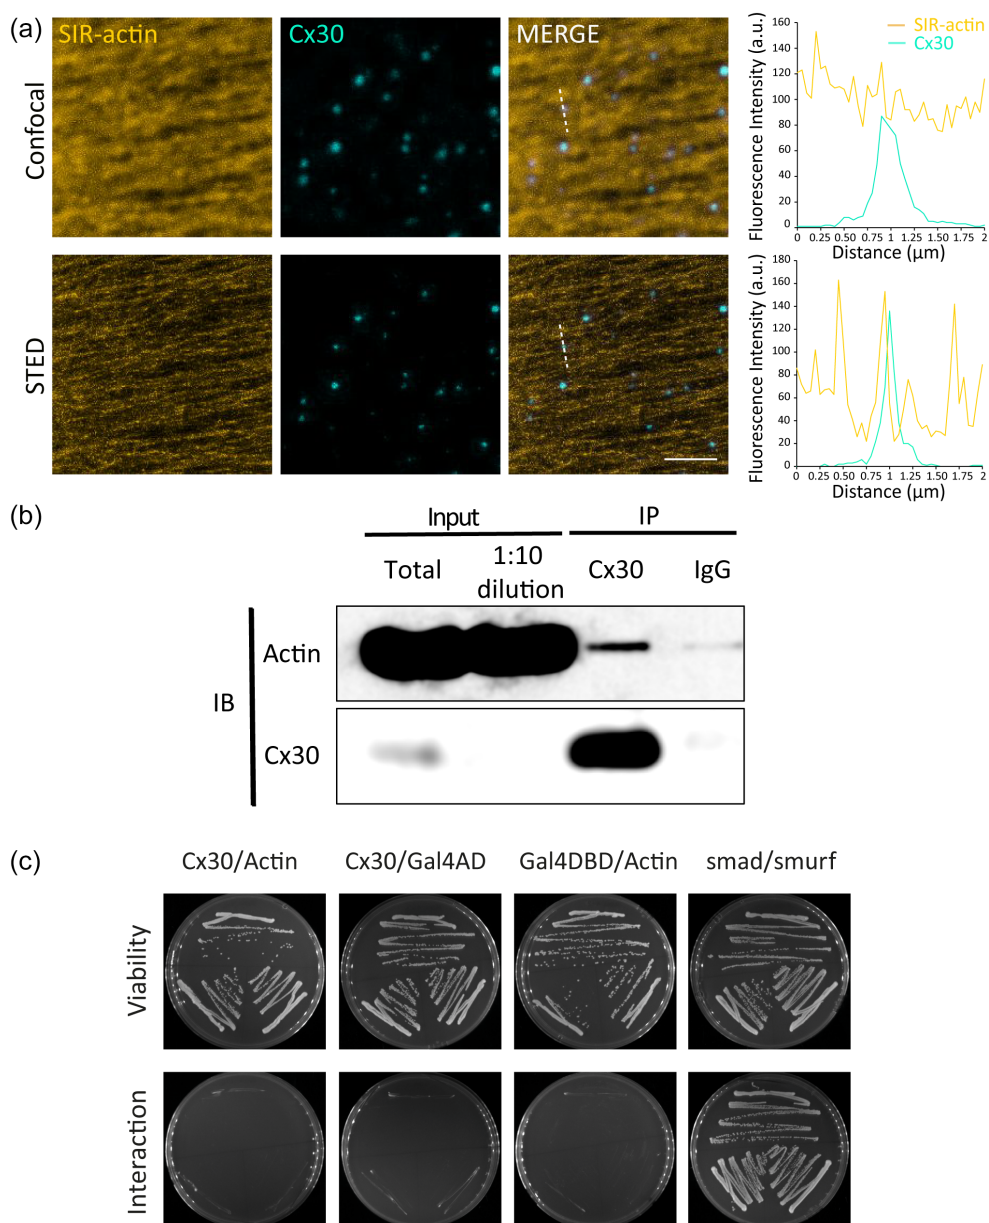 (a)
SIR-actin
Cx30
MERGE
Confocal
STED
Fluorescence Intensity (a.u.)
160
140
120
100
80
60
40
20
0
SIR-actin
Cx30
0 0.25 0.50 0.75 1 1.25 1.50 1.75 2
Distance (µm)
Fluorescence Intensity (a.u.)
180
160
140
120
100
80
60
40
20
0
0 0.25 0.50 0.75 1 1.25 1.50 1.75 2
Distance (µm)
(b)
Input
IP
Total
1:10
dilution
Cx30
IgG
IB
Actin
Cx30
(c)
Cx30/Actin
Cx30/Gal4AD
Gal4DBD/Actin
smad/smurf
Viability
Interaction